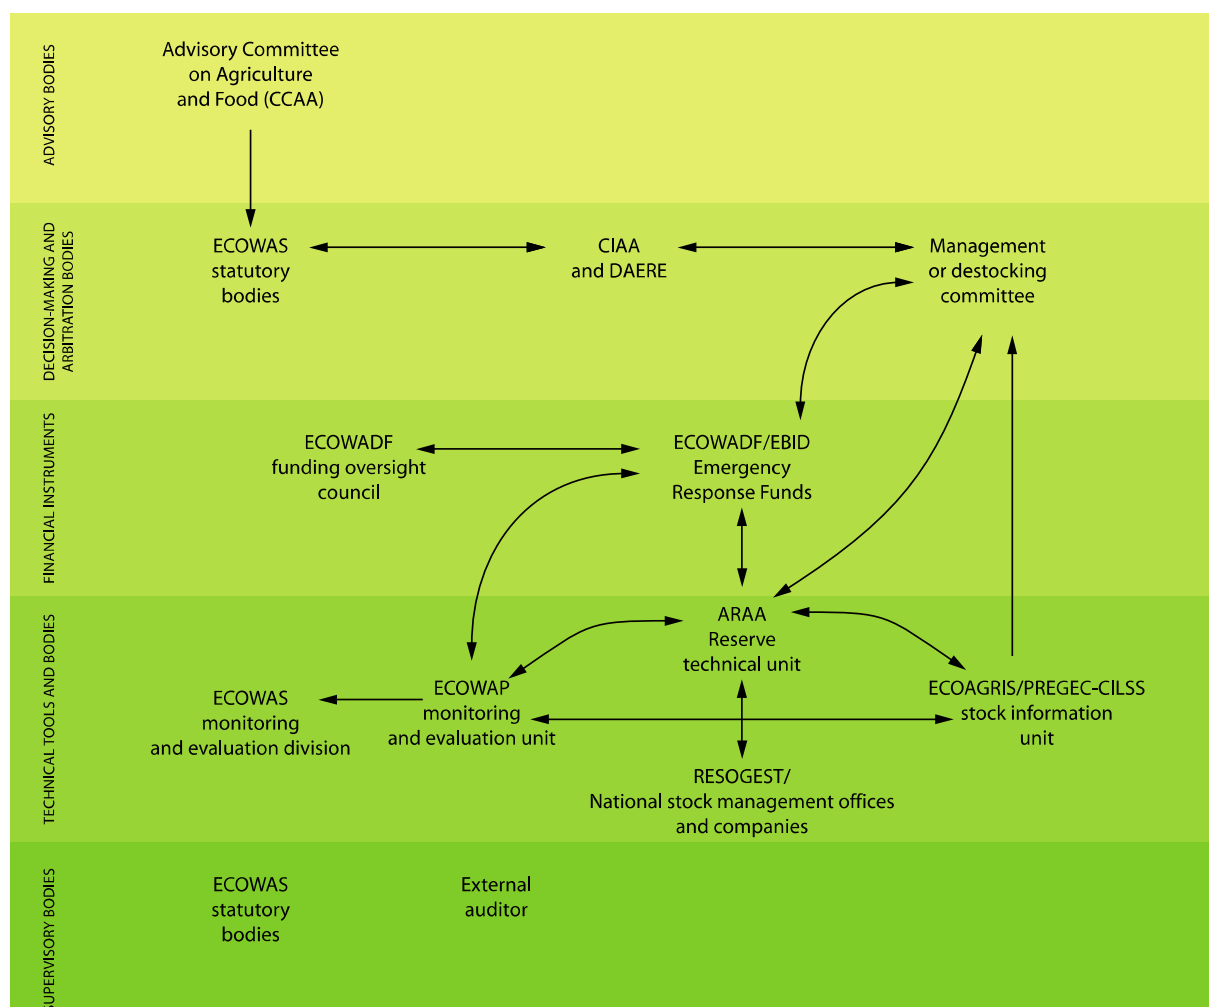 ADVISORY BODIES
Advisory Committee
on Agriculture
and Food (CCAA)
DECISION-MAKING AND
ARBITRATION BODIES
ECOWAS
statutory
bodies
CIAA
and DAERE
Management
or destocking
committee
FINANCIAL INSTRUMENTS
ECOWADF
funding oversight
council
ECOWADF/EBID
Emergency
Response Funds
TECHNICAL TOOLS AND BODIES
ARAA
Reserve
technical unit
ECOWAS
monitoring
and evaluation division
ECOWAP
monitoring
and evaluation unit
ECOAGRIS/PREGEC-CILSS
stock information
unit
RESOGEST/
National stock management offices
and companies
SUPERVISORY BODIES
ECOWAS
statutory
bodies
External
auditor